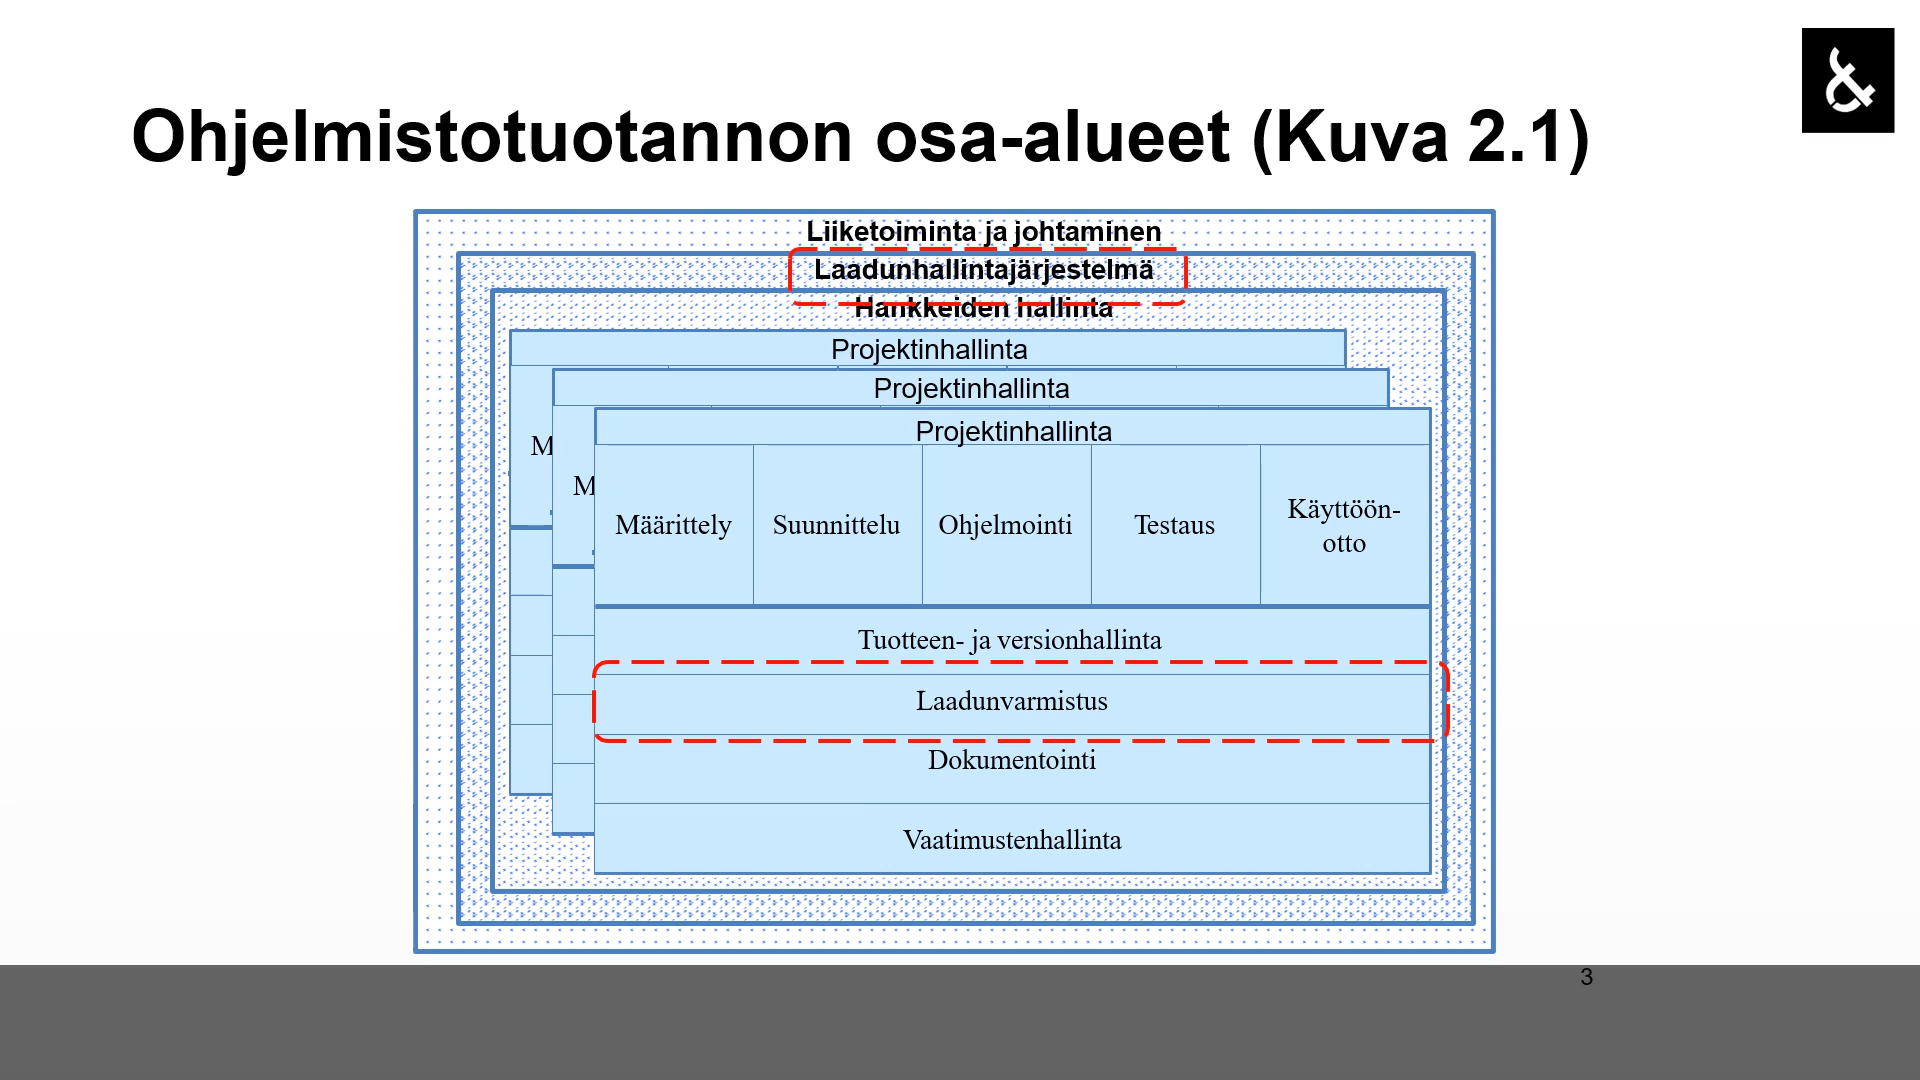 &
Ohjelmistotuotannon osa-alueet (Kuva 2.1)
Liiketoiminta ja johtaminen
Laadunhallintajärjestelmä
Hankkeiden hallinta
Projektinhallinta
Projektinhallinta
Projektinhallinta
M
M
Määrittely
Suunnittelu
Ohjelmointi
Testaus
Käyttöön-
otto
Tuotteen- ja versionhallinta
Laadunvarmistus
Dokumentointi
Vaatimustenhallinta
3